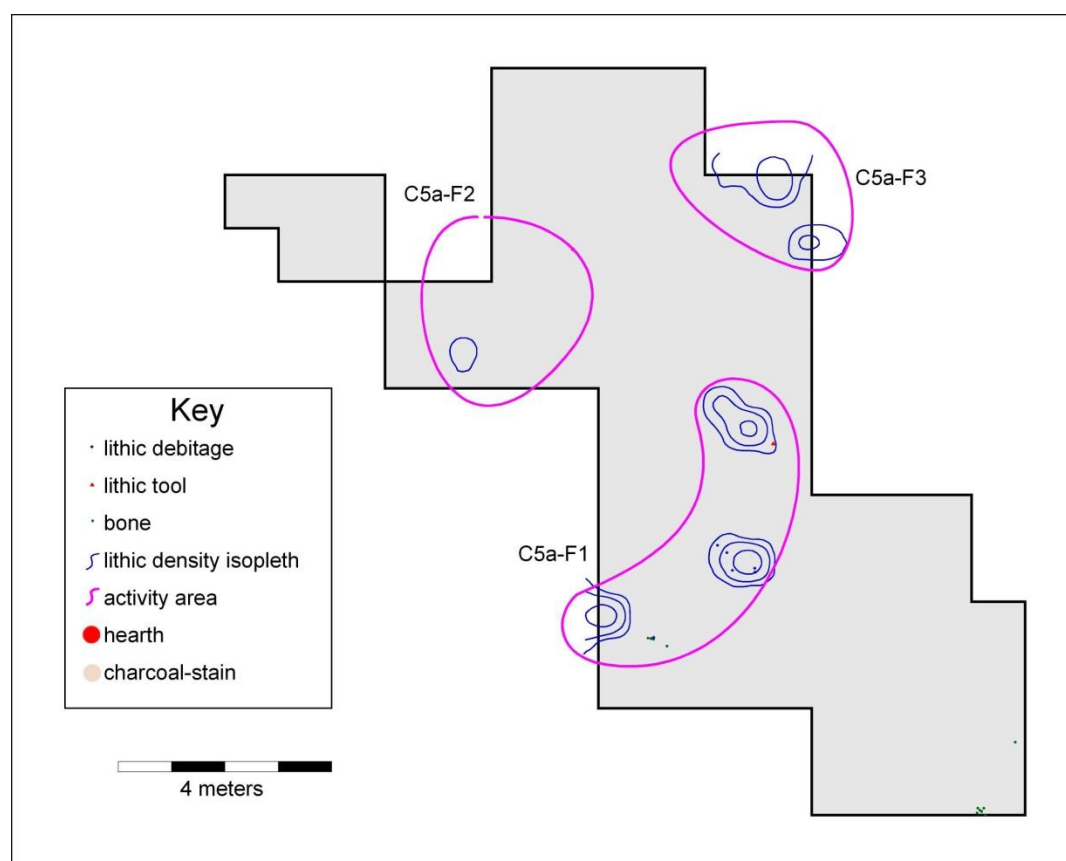 C5a-F3
C5a-F2
Key
lithic debitage
lithic tool
bone
lithic density isopleth
activity area
hearth
charcoal-stain
C5a-F1
4 meters